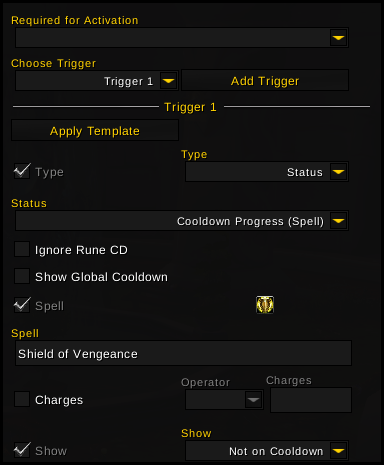 Required for Activation
Choose Trigger
Trigger 1
Add Trigger
Trigger 1
Apply Template
Type
Type
Status
Status
Cooldown Progress (Spell)
Ignore Rune CD
Show Global Cooldown
Spell
Spell
Shield of Vengeance
Operator
Charges
Charges
Show
Show
Not on Cooldown